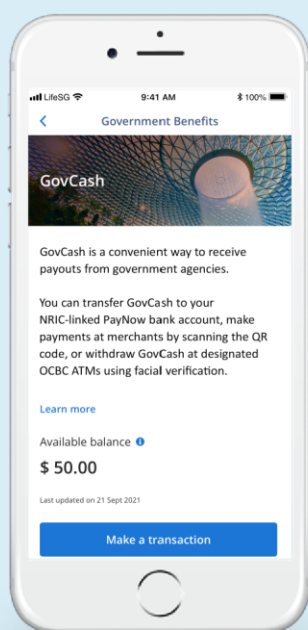 LifeSG 9:41 AM 100%
Government Benefits
GovCash
GovCash is a convenient way to receive
payouts from government agencies.
You can transfer GovCash to your
NRIC-linked PayNow bank account, make
payments at merchants by scanning the QR
code, or withdraw GovCash at designated
OCBC ATMs using facial verification.
Learn more
Available balance
$ 50.00
Last updated on 21 Sept 2021
Make a transaction